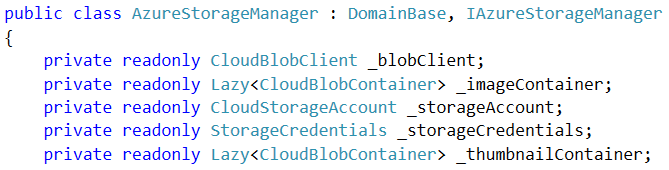 public class AzureStorageManager : DomainBase, IAzureStorageManager
{
    private readonly CloudBlobClient _blobClient;
    private readonly Lazy<CloudBlobContainer> _imageContainer;
    private readonly CloudStorageAccount _storageAccount;
    private readonly StorageCredentials _storageCredentials;
    private readonly Lazy<CloudBlobContainer> _thumbnailContainer;